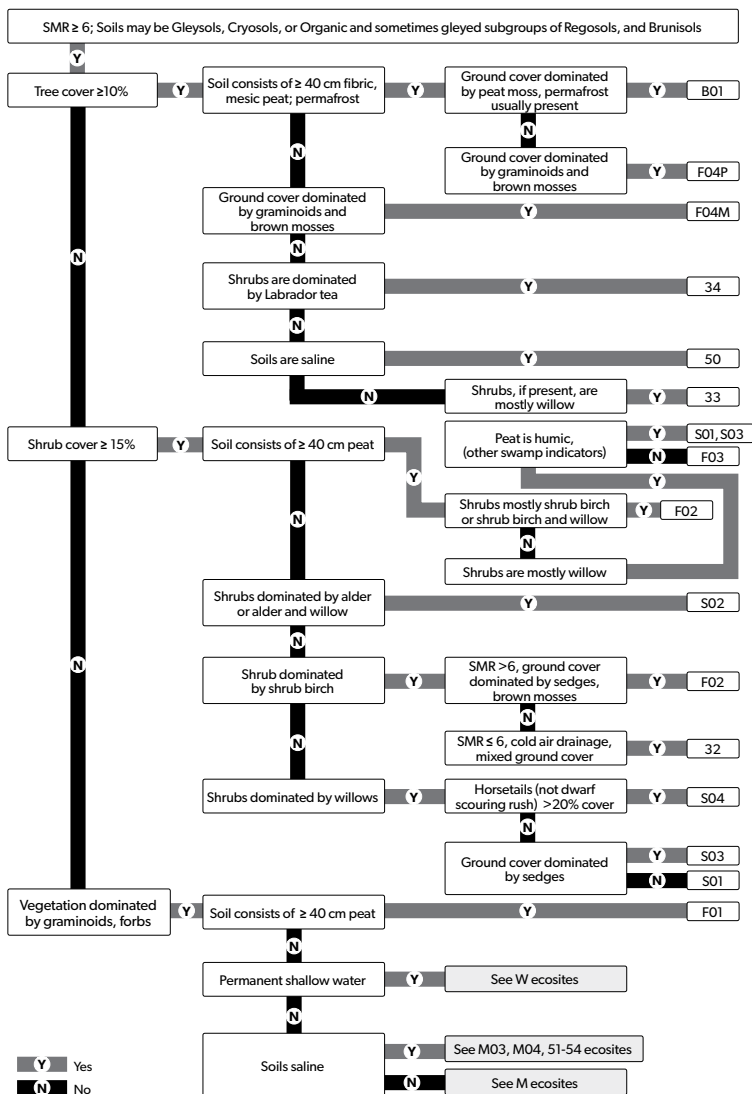 SMR ≥ 6; Soils may be Gleysols, Cryosols, or Organic and sometimes gleyed subgroups of Regosols, and Brunisols
Y
Tree cover ≥10%
Y
Soil consists of ≥ 40 cm fibric,
mesic peat; permafrost
Y
Ground cover dominated
by peat moss, permafrost
usually present
Y
B01
N
N
Ground cover dominated
by graminoids and
brown mosses
Y
F04P
Ground cover dominated
by graminoids and
brown mosses
Y
F04M
N
N
Shrubs are dominated
by Labrador tea
Y
34
N
Soils are saline
Y
50
N
Shrubs, if present, are
mostly willow
Y
33
Shrub cover ≥ 15%
Y
Soil consists of ≥ 40 cm peat
Y
Peat is humic,
(other swamp indicators)
Y
S01, S03
N
F03
Y
Shrubs mostly shrub birch
or shrub birch and willow
Y
F02
N
N
Shrubs are mostly willow
Shrubs dominated by alder
or alder and willow
Y
S02
N
N
Shrub dominated
by shrub birch
Y
SMR >6, ground cover
dominated by sedges,
brown mosses
Y
F02
N
N
SMR ≤ 6, cold air drainage,
mixed ground cover
Y
32
Shrubs dominated by willows
Y
Horsetails (not dwarf
scouring rush) >20% cover
Y
S04
N
Ground cover dominated
by sedges
Y
S03
N
S01
Vegetation dominated
by graminoids, forbs
Y
Soil consists of ≥ 40 cm peat
Y
F01
N
Permanent shallow water
Y
See W ecosites
N
Soils saline
Y
See M03, M04, 51-54 ecosites
N
See M ecosites
Y Yes
N No